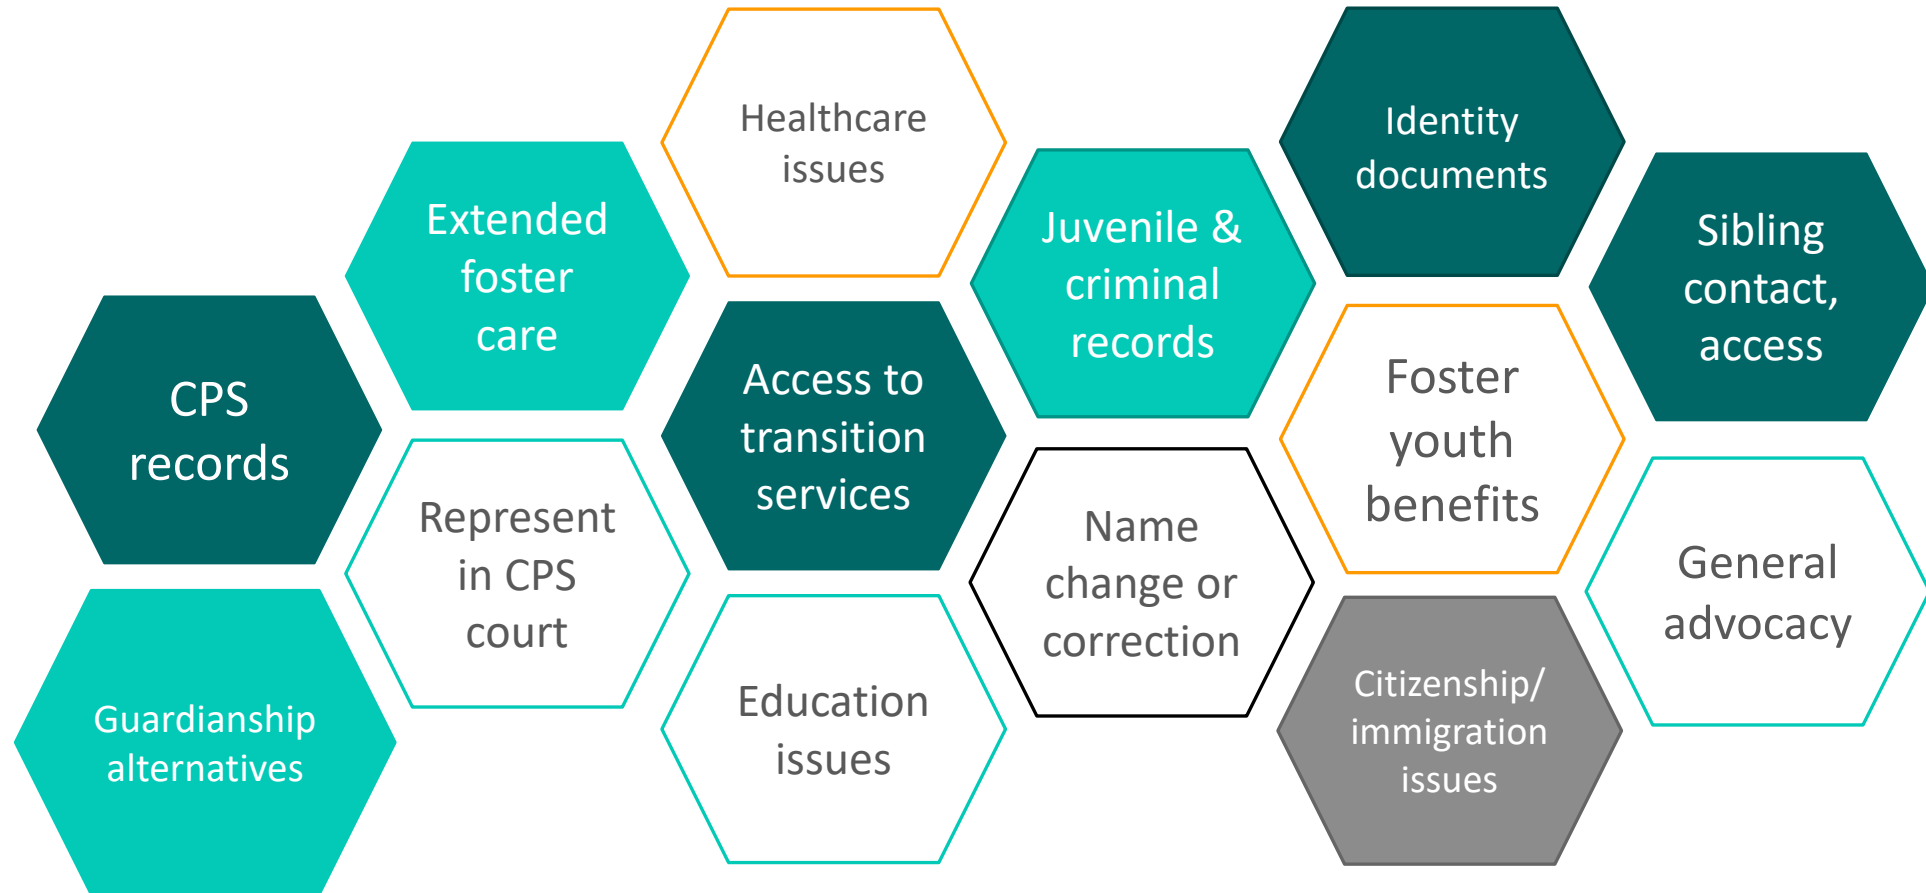 CPS
records
Guardianship
alternatives
Extended
foster
care
Represent
in CPS
court
Healthcare
issues
Access to
transition
services
Education
issues
Juvenile &
criminal
records
Name
change or
correction
Identity
documents
Foster
youth
benefits
Citizenship/
immigration
issues
Sibling
contact,
access
General
advocacy